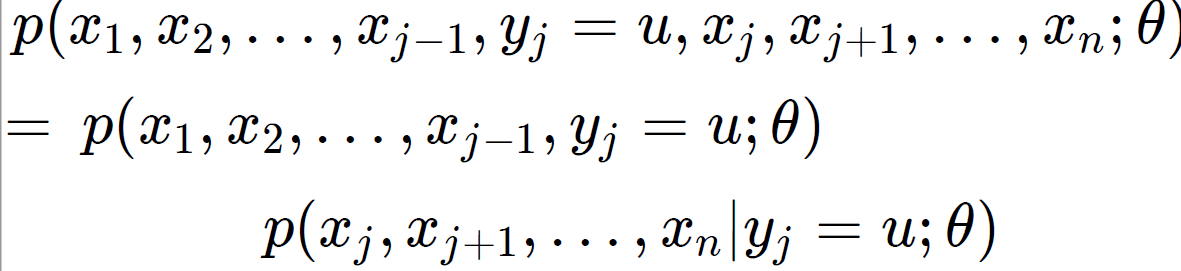 p(x_1, x_2, . . . , x_{j−1}, y_j = u, x_j, x_{j+1}, . . . , x_n; θ)
= p(x_1, x_2, . . . , x_{j−1}, y_j = u; θ)
p(x_j, x_{j+1}, . . . , x_n|y_j = u; θ)